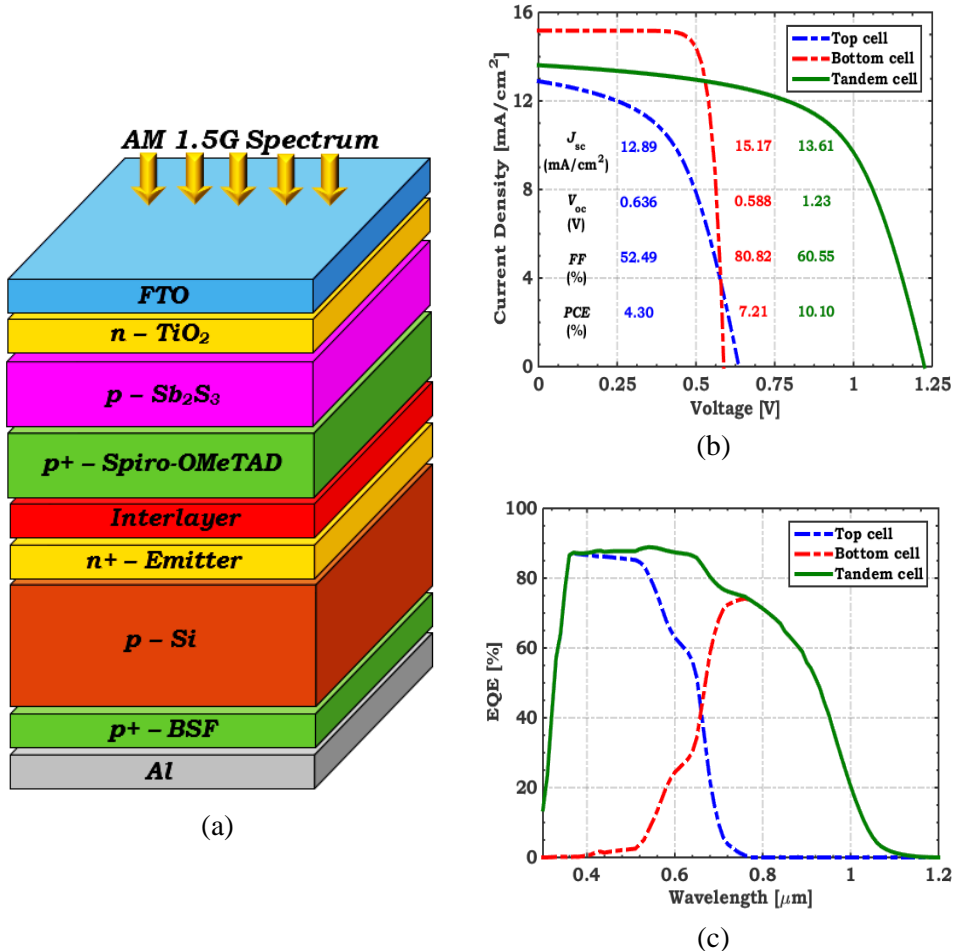 AM 1.5G Spectrum
FTO
n – TiO₂
p – Sb₂S₃
p+ – Spiro-OMeTAD
Interlayer
n+ – Emitter
p – Si
p+ – BSF
Al
(a)
Current Density [mA/cm²]
16
12
8
4
0
Top cell
Bottom cell
Tandem cell
J_sc 12.89 15.17 13.61
(mA/cm²)
V_oc 0.636 0.588 1.23
(V)
FF 52.49 80.82 60.55
(%)
PCE 4.30 7.21 10.10
(%)
0 0.25 0.5 0.75 1 1.25
Voltage [V]
(b)
EQE [%]
100
80
60
40
20
0
Top cell
Bottom cell
Tandem cell
0.4 0.6 0.8 1 1.2
Wavelength [μm]
(c)